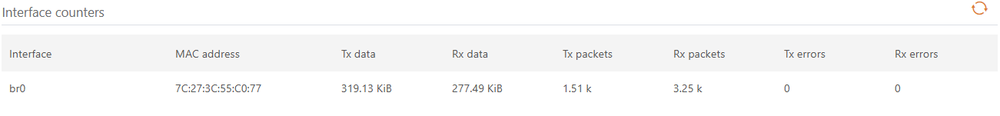 Interface counters
Interface MAC address Tx data Rx data Tx packets Rx packets Tx errors Rx errors
br0 7C:27:3C:55:C0:77 319.13 KiB 277.49 KiB 1.51 k 3.25 k 0 0